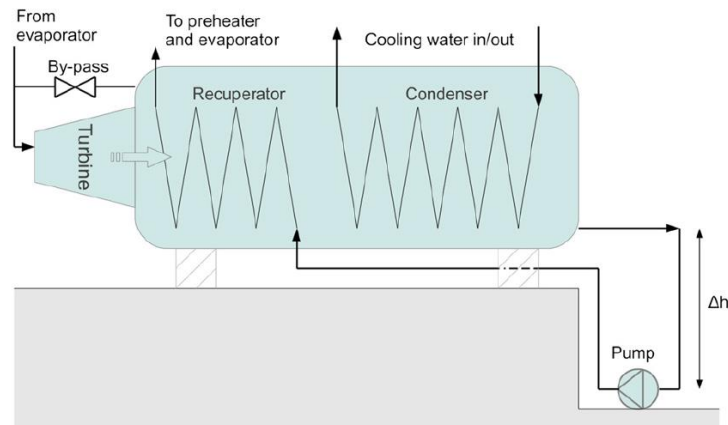 From
evaporator
To preheater
and evaporator
Cooling water in/out
By-pass
Recuperator
Condenser
Turbine
Δh
Pump